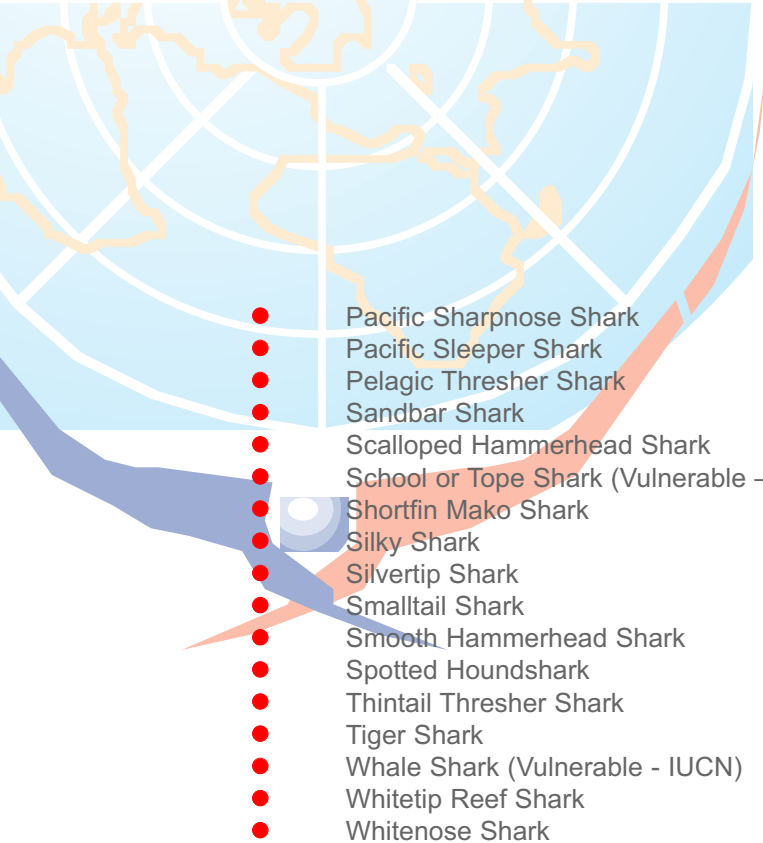 Pacific Sharpnose Shark
Pacific Sleeper Shark
Pelagic Thresher Shark
Sandbar Shark
Scalloped Hammerhead Shark
School or Tope Shark (Vulnerable –
Shortfin Mako Shark
Silky Shark
Silvertip Shark
Smalltail Shark
Smooth Hammerhead Shark
Spotted Houndshark
Thintail Thresher Shark
Tiger Shark
Whale Shark (Vulnerable - IUCN)
Whitetip Reef Shark
Whitenose Shark